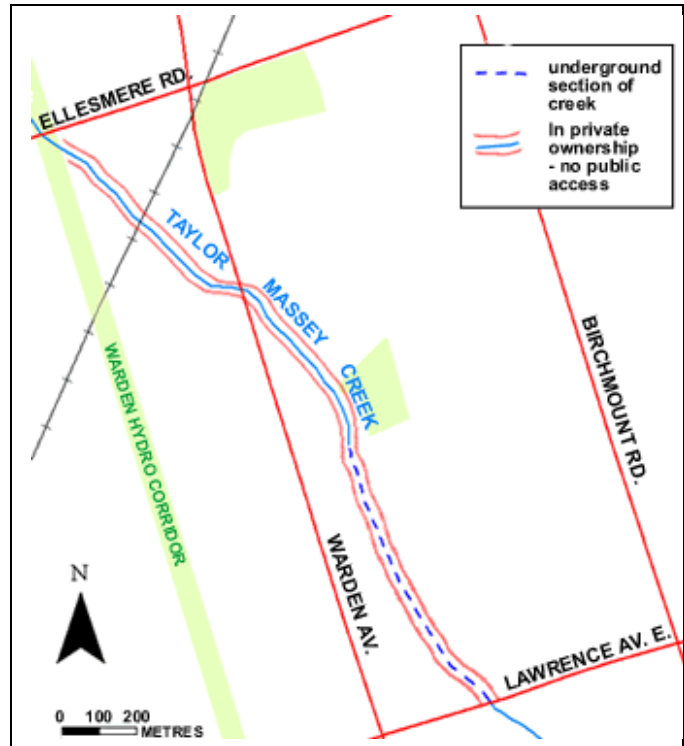 ELLESMERE RD.
underground
section of
creek
In private
ownership
- no public
access
TAYLOR
MASSEY
CREEK
WARDEN HYDRO CORRIDOR
BIRCHMOUNT RD.
WARDEN AV.
LAWRENCE AV. E.
N
0 100 200
METRES